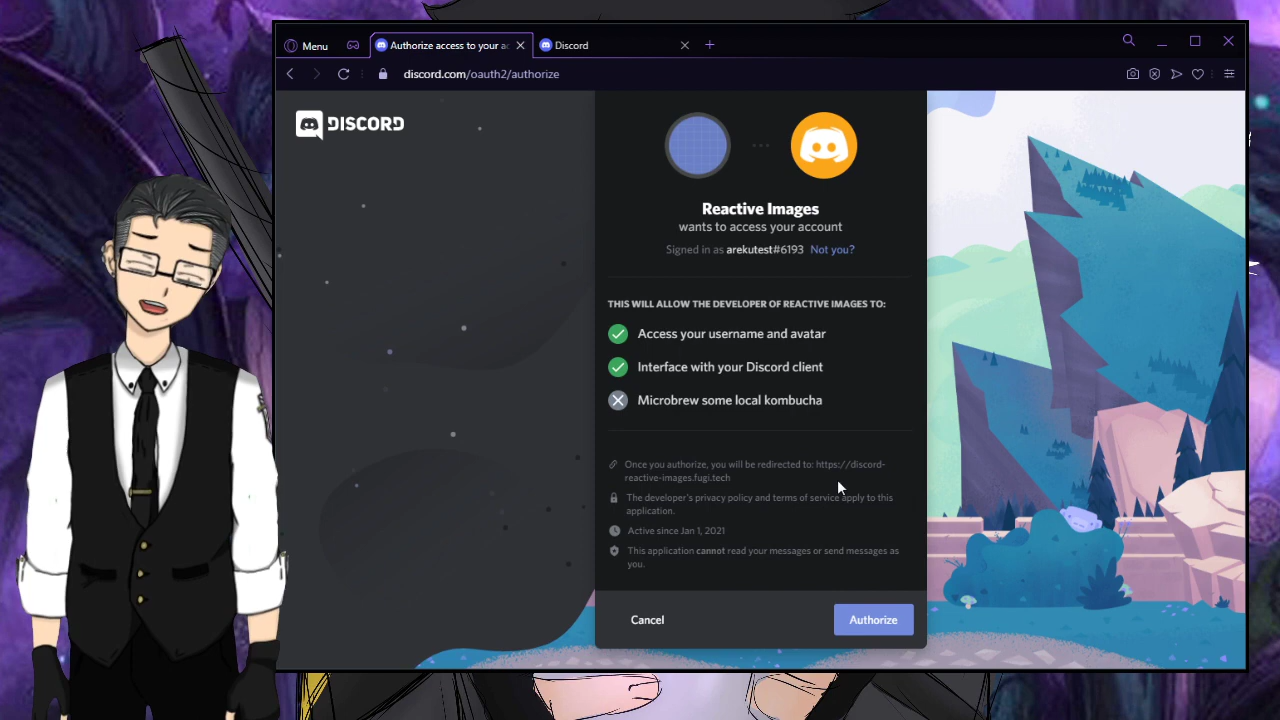 Menu
Authorize access to your ac
Discord
discord.com/oauth2/authorize
DISCORD
Reactive Images
wants to access your account
Signed in as arekutest#6193 Not you?
THIS WILL ALLOW THE DEVELOPER OF REACTIVE IMAGES TO:
Access your username and avatar
Interface with your Discord client
Microbrew some local kombucha
Once you authorize, you will be redirected to: https://discord-
reactive-images.fugi.tech
The developer's privacy policy and terms of service apply to this
application.
Active since Jan 1, 2021
This application cannot read your messages or send messages as
you.
Cancel
Authorize